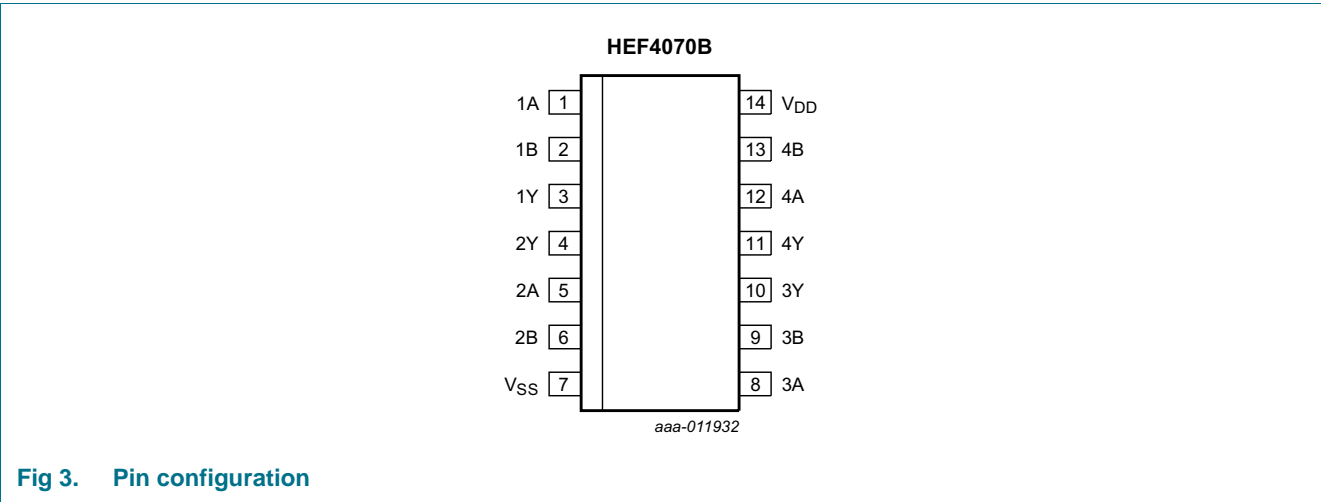 HEF4070B
1A 1 14 VDD
1B 2 13 4B
1Y 3 12 4A
2Y 4 11 4Y
2A 5 10 3Y
2B 6 9 3B
VSS 7 8 3A
aaa-011932
Fig 3. Pin configuration